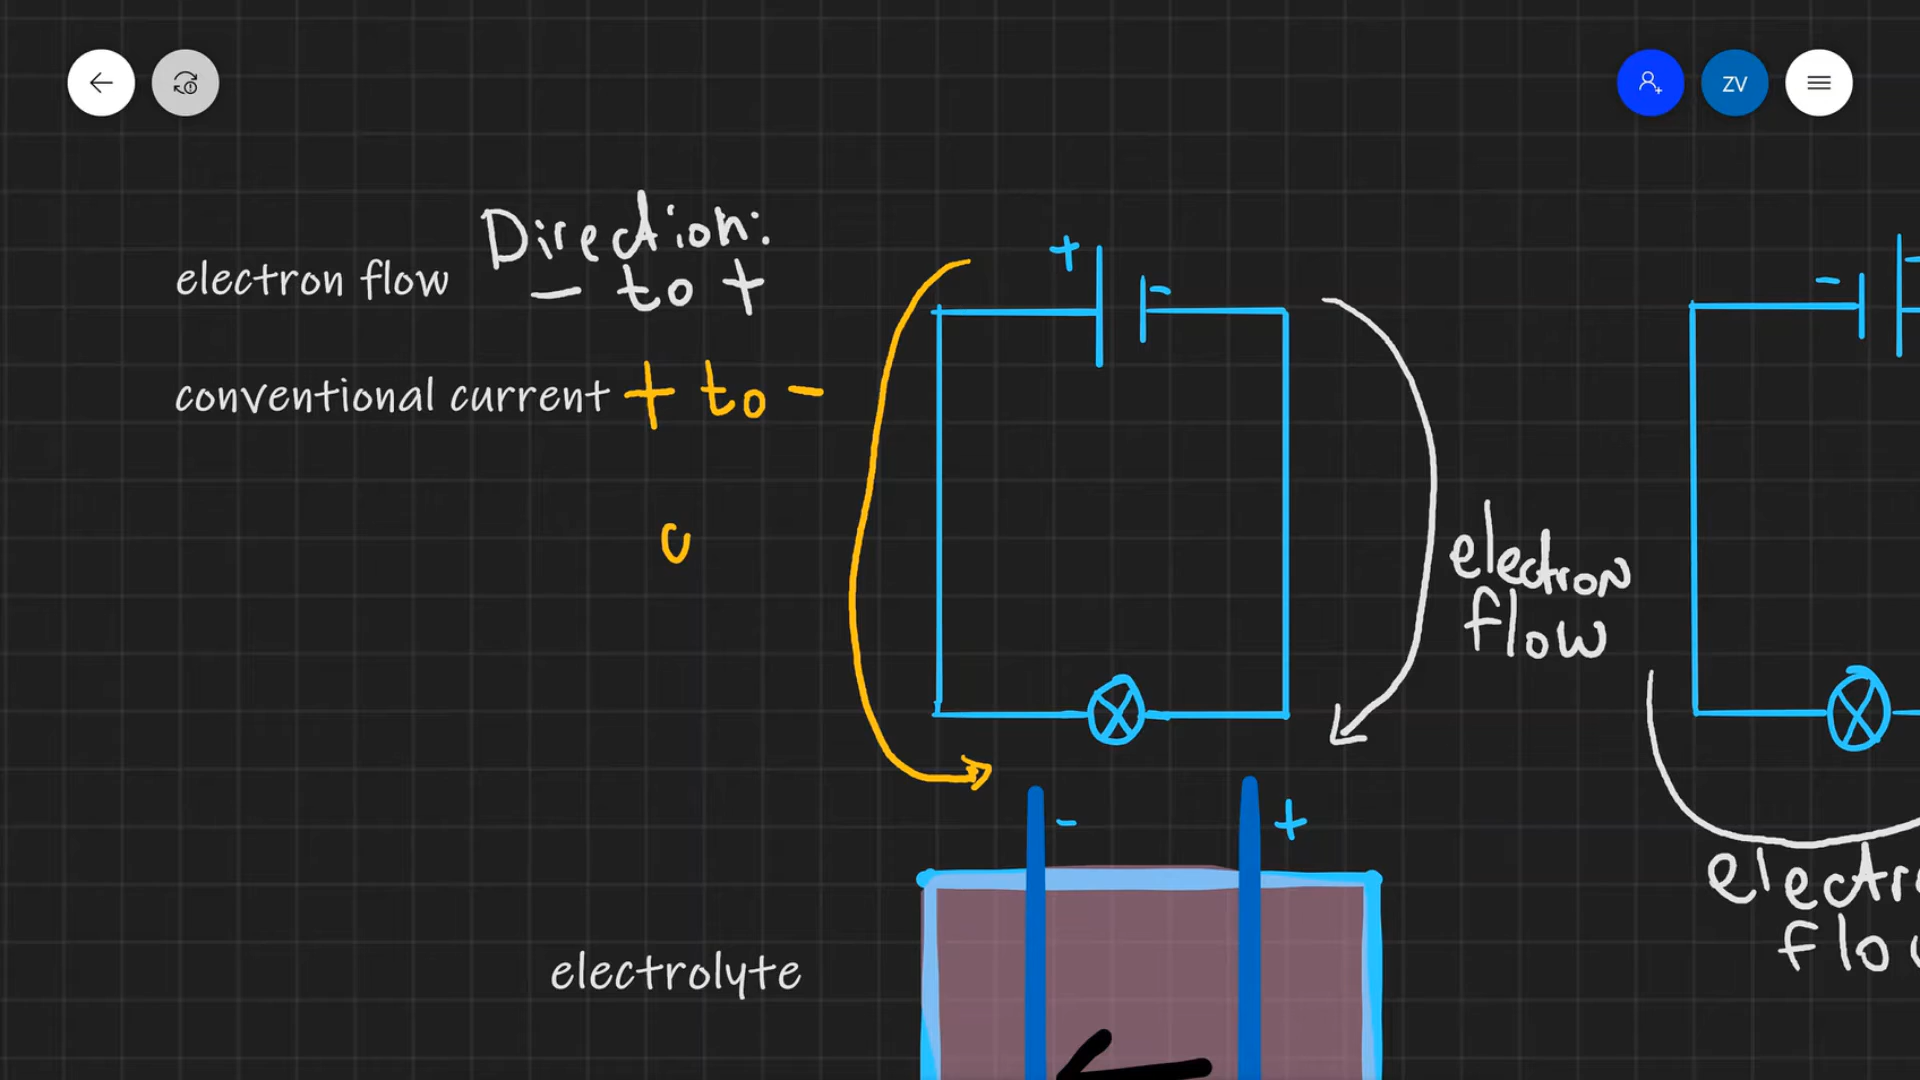 ZV
Direction:
electron flow - to +
conventional current + to -
+
-
-
electron
flow
- +
electrolyte